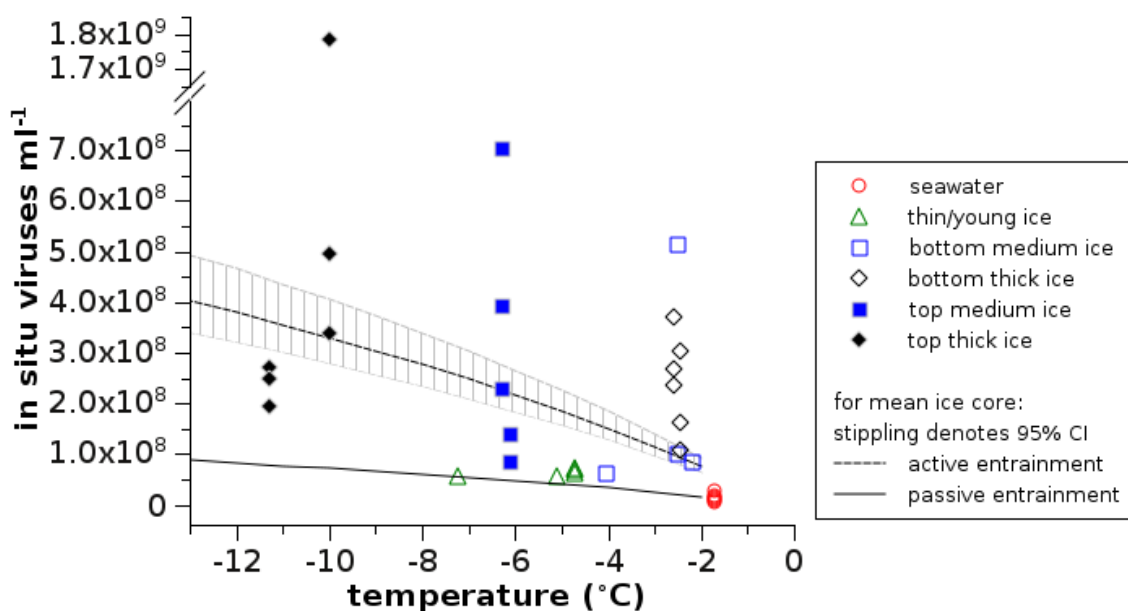 1.8x10⁹
1.7x10⁹
7.0x10⁸
6.0x10⁸
5.0x10⁸
4.0x10⁸
3.0x10⁸
2.0x10⁸
1.0x10⁸
0
in situ viruses ml⁻¹
-12 -10 -8 -6 -4 -2 0
temperature (°C)
seawater
thin/young ice
bottom medium ice
bottom thick ice
top medium ice
top thick ice
for mean ice core:
stippling denotes 95% CI
active entrainment
passive entrainment